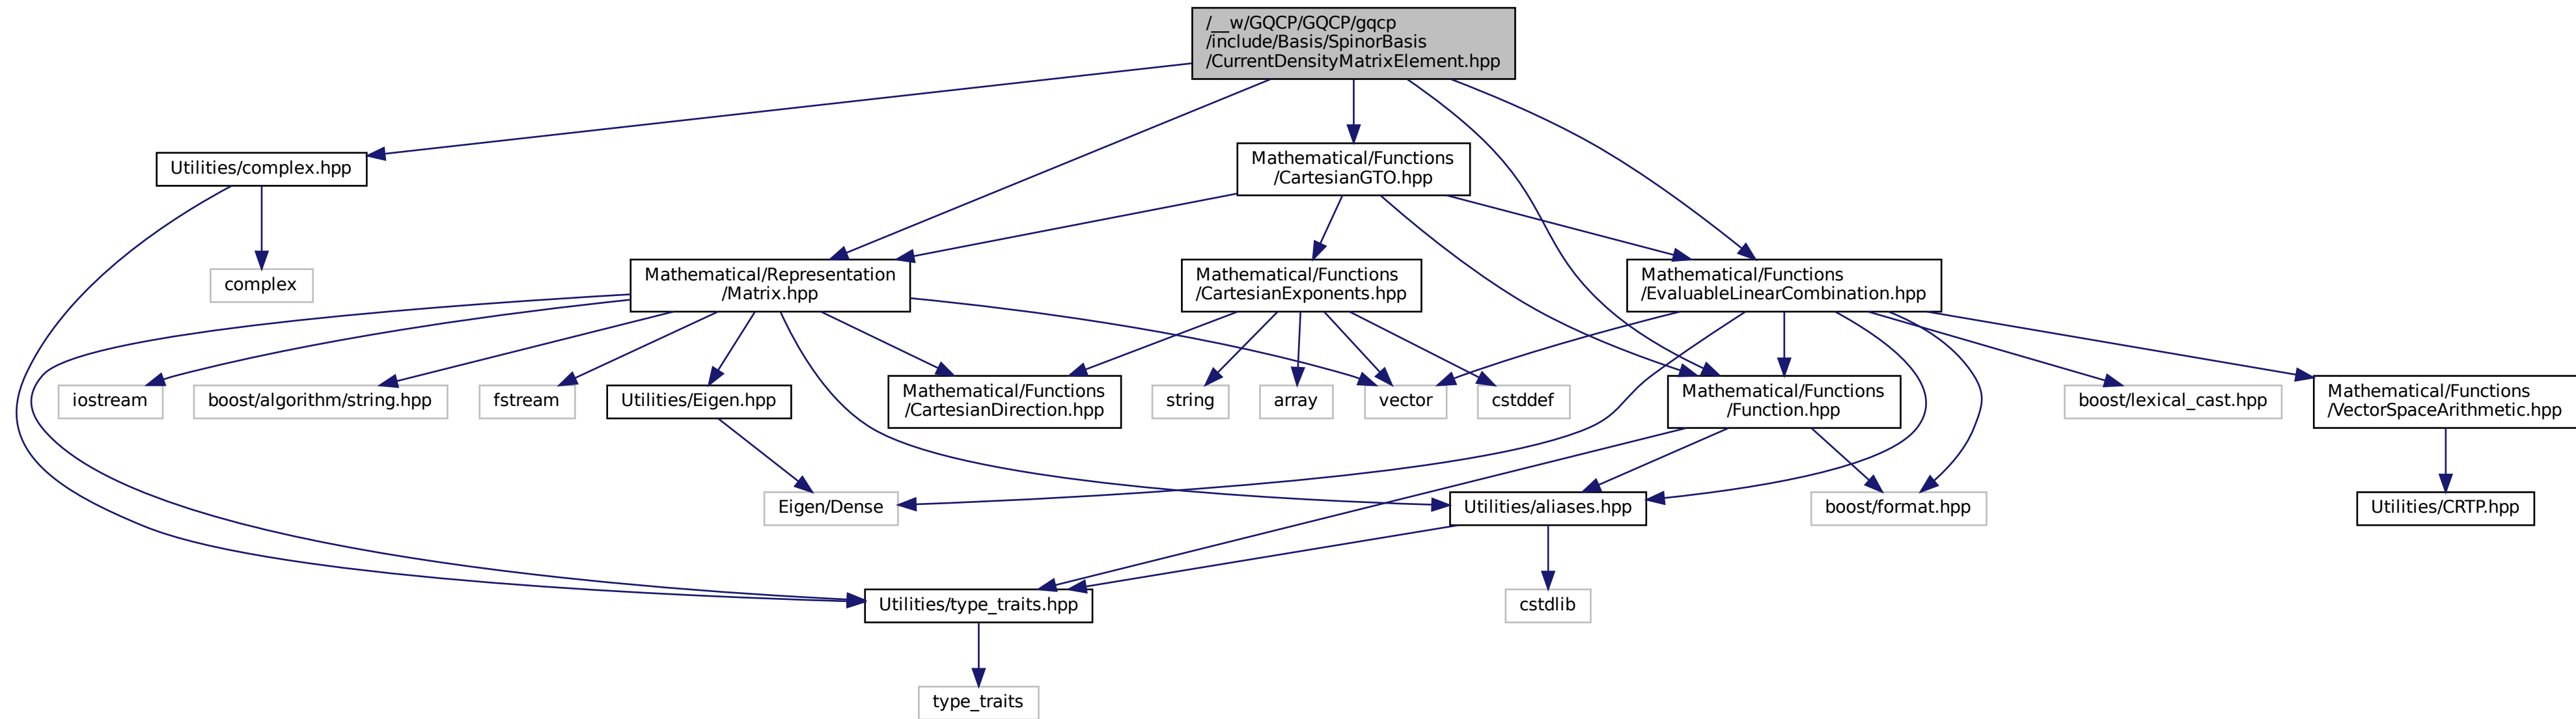 /__w/GQCP/GQCP/gqcp
/include/Basis/SpinorBasis
/CurrentDensityMatrixElement.hpp
Utilities/complex.hpp
Mathematical/Functions
/CartesianGTO.hpp
complex
Mathematical/Representation
/Matrix.hpp
Mathematical/Functions
/CartesianExponents.hpp
Mathematical/Functions
/EvaluableLinearCombination.hpp
iostream
boost/algorithm/string.hpp
fstream
Utilities/Eigen.hpp
Mathematical/Functions
/CartesianDirection.hpp
string
array
vector
cstddef
Mathematical/Functions
/Function.hpp
boost/lexical_cast.hpp
Mathematical/Functions
/VectorSpaceArithmetic.hpp
Eigen/Dense
Utilities/aliases.hpp
boost/format.hpp
Utilities/CRTP.hpp
Utilities/type_traits.hpp
cstdlib
type_traits